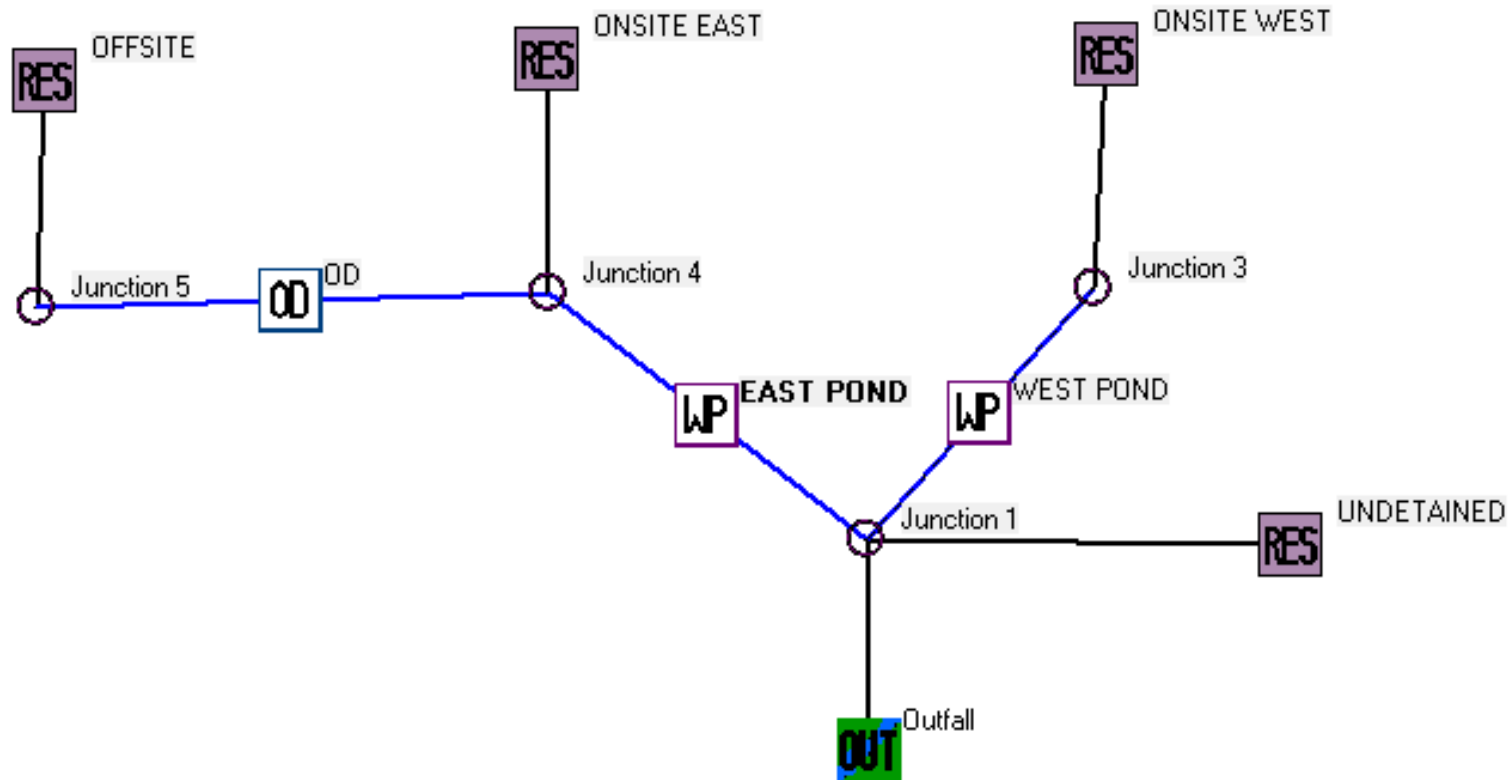 OFFSITE
RES
ONSITE EAST
RES
ONSITE WEST
RES
Junction 5
OD
OD
Junction 4
Junction 3
WP
EAST POND
WP
WEST POND
Junction 1
UNDETAINED
RES
Outfall
OUT